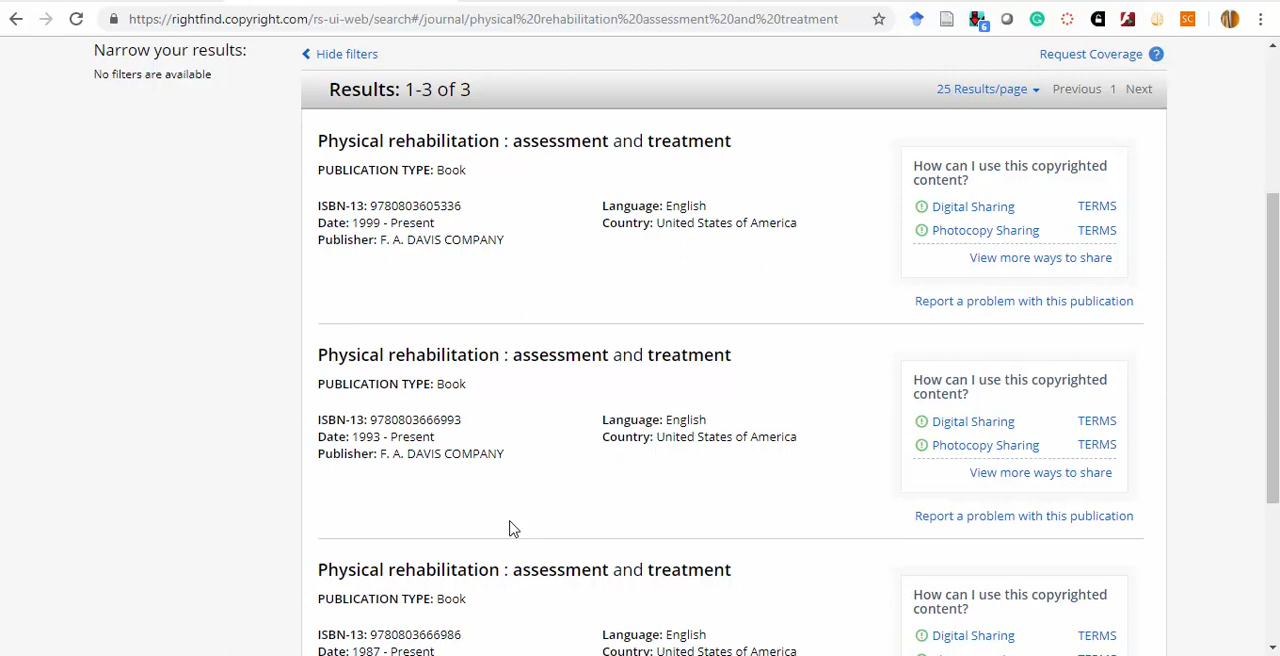 https://rightfind.copyright.com/rs-ui-web/search#/journal/physical%20rehabilitation%20assessment%20and%20treatment
6
SC
Narrow your results:
No filters are available
Hide filters
Request Coverage ?
Results: 1-3 of 3
25 Results/page Previous 1 Next
Physical rehabilitation : assessment and treatment
PUBLICATION TYPE: Book
ISBN-13: 9780803605336
Date: 1999 - Present
Publisher: F. A. DAVIS COMPANY
Language: English
Country: United States of America
How can I use this copyrighted
content?
Digital Sharing TERMS
Photocopy Sharing TERMS
View more ways to share
Report a problem with this publication
Physical rehabilitation : assessment and treatment
PUBLICATION TYPE: Book
ISBN-13: 9780803666993
Date: 1993 - Present
Publisher: F. A. DAVIS COMPANY
Language: English
Country: United States of America
How can I use this copyrighted
content?
Digital Sharing TERMS
Photocopy Sharing TERMS
View more ways to share
Report a problem with this publication
Physical rehabilitation : assessment and treatment
PUBLICATION TYPE: Book
ISBN-13: 9780803666986
Date: 1987 - Present
Language: English
Country: United States of America
How can I use this copyrighted
content?
Digital Sharing TERMS